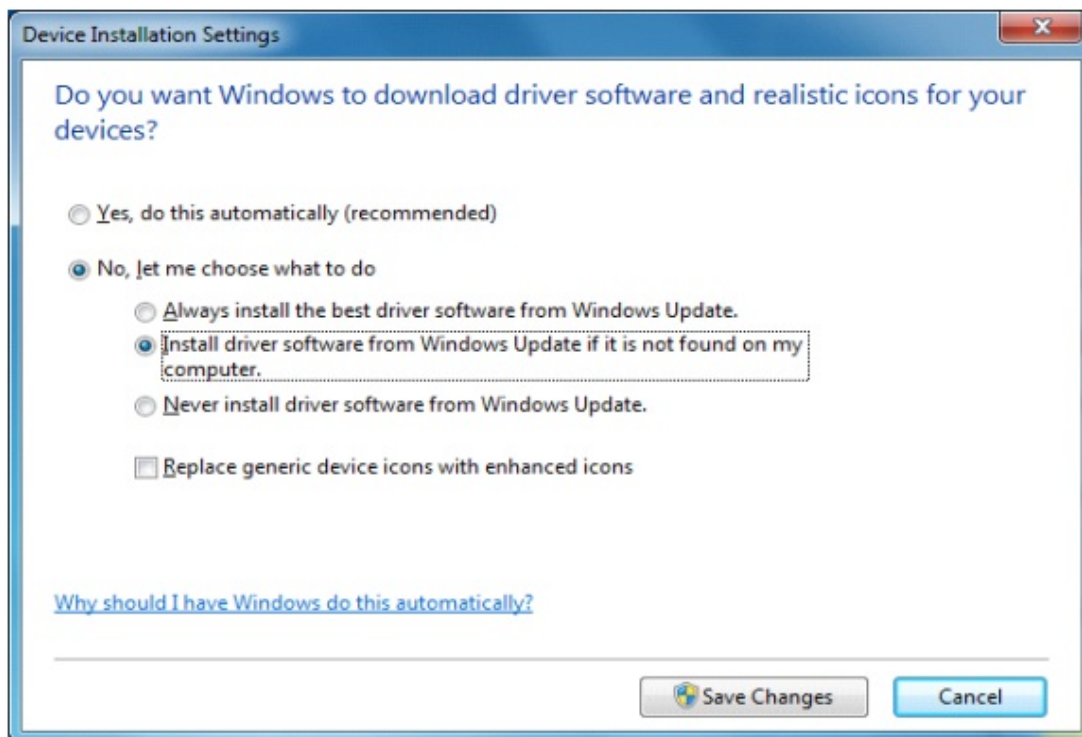 Device Installation Settings
Do you want Windows to download driver software and realistic icons for your
devices?
Yes, do this automatically (recommended)
No, let me choose what to do
Always install the best driver software from Windows Update.
Install driver software from Windows Update if it is not found on my
computer.
Never install driver software from Windows Update.
Replace generic device icons with enhanced icons
Why should I have Windows do this automatically?
Save Changes
Cancel